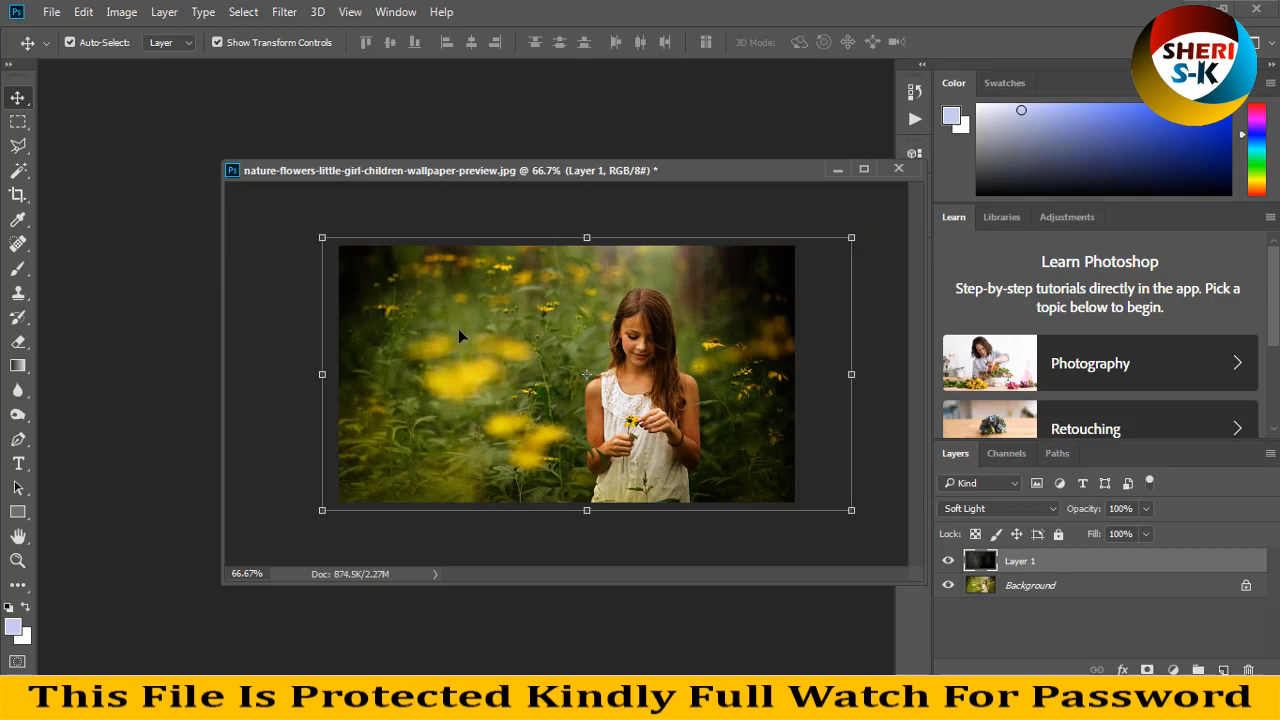 Ps File Edit Image Layer Type Select Filter 3D View Window Help
Auto-Select: Layer Show Transform Controls 3D Mode:
SHERI
S-K
Color Swatches
Ps nature-flowers-little-girl-children-wallpaper-preview.jpg @ 66.7% (Layer 1, RGB/8#) *
Learn Libraries Adjustments
Learn Photoshop
Step-by-step tutorials directly in the app. Pick a
topic below to begin.
Photography
Retouching
Layers Channels Paths
Kind
Soft Light Opacity: 100%
Lock: Fill: 100%
Layer 1
Background
66.67% Doc: 874.5K/2.27M
This File Is Protected Kindly Full Watch For Password